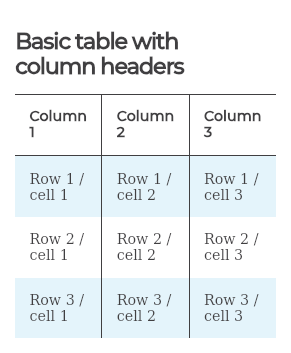 Basic table with
column headers
Column 1 Column 2 Column 3
Row 1 / cell 1 Row 1 / cell 2 Row 1 / cell 3
Row 2 / cell 1 Row 2 / cell 2 Row 2 / cell 3
Row 3 / cell 1 Row 3 / cell 2 Row 3 / cell 3